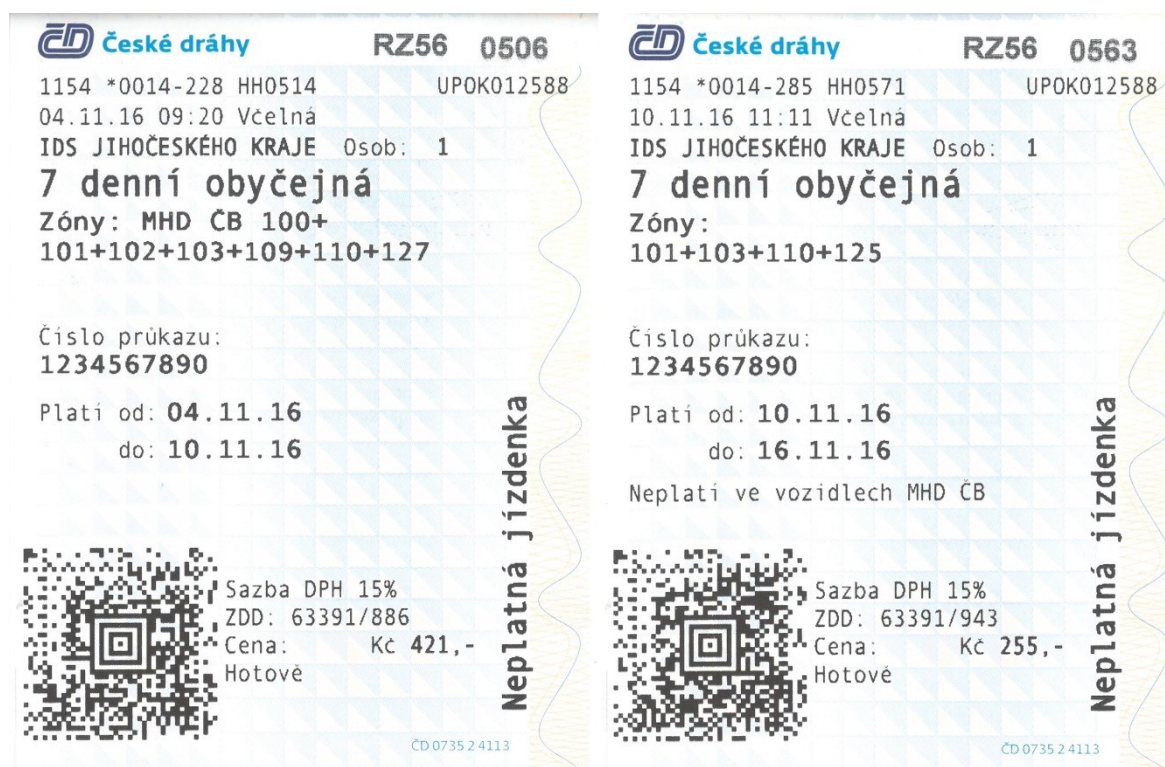 ČD České dráhy RZ56 0506
1154 *0014-228 HH0514 UPOK012588
04.11.16 09:20 Včelná
IDS JIHOČESKÉHO KRAJE Osob: 1
7 denní obyčejná
Zóny: MHD ČB 100+
101+102+103+109+110+127
Číslo průkazu:
1234567890
Platí od: 04.11.16
do: 10.11.16
Sazba DPH 15%
ZDD: 63391/886
Cena: Kč 421,-
Hotově
Neplatná jízdenka
ČD 0735 2 4113
ČD České dráhy RZ56 0563
1154 *0014-285 HH0571 UPOK012588
10.11.16 11:11 Včelná
IDS JIHOČESKÉHO KRAJE Osob: 1
7 denní obyčejná
Zóny:
101+103+110+125
Číslo průkazu:
1234567890
Platí od: 10.11.16
do: 16.11.16
Neplatí ve vozidlech MHD ČB
Sazba DPH 15%
ZDD: 63391/943
Cena: Kč 255,-
Hotově
Neplatná jízdenka
ČD 0735 2 4113